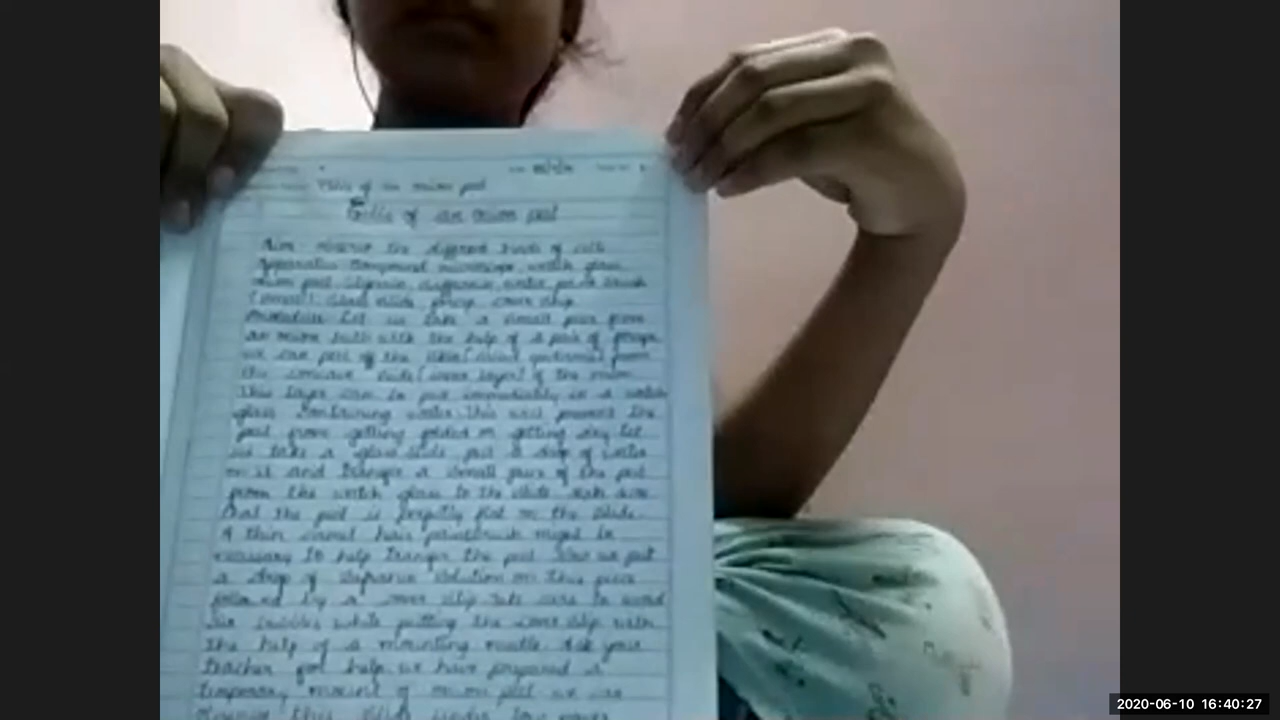 Cells of an onion peel
Cells of an onion peel
Aim observe the different kinds of cells
Apparatus compound microscope watch glass
onion peel glycerin safranin water paint brush
(small) Glass slide forcep cover slip
Procedure Let us take a small piece from
an onion bulb with the help of a pair of forceps
we can peel of the skin from
the concave side (inner layer) of the onion
This layer can be put immediately in a watch
glass containing water This will prevent the
peel from getting folded or getting dry Let
us take a glass slide put a drop of water
on it and transfer a small piece of the peel
from the watch glass to the slide make sure
that the peel is perfectly flat on the slide
A thin camel hair paintbrush might be
necessary to help transfer the peel Now we put
a drop of safranin solution on this piece
followed by a cover slip Take care to avoid
air bubbles while putting the cover slip with
the help of a mounting needle Ask your
teacher for help we have prepared a
temporary mount of onion peel we can
observe this slide under low power
2020-06-10 16:40:27